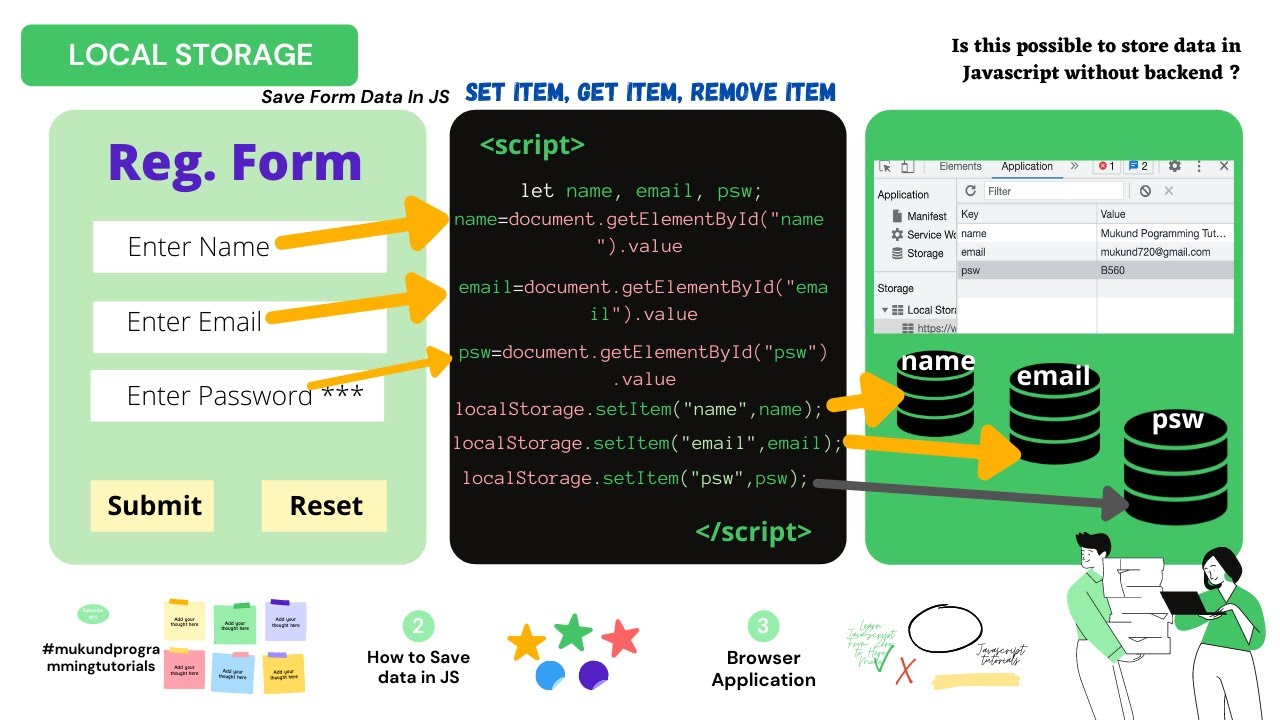 LOCAL STORAGE
Is this possible to store data in
Javascript without backend ?
Save Form Data In JS
SET ITEM, GET ITEM, REMOVE ITEM
Reg. Form
Enter Name
Enter Email
Enter Password ***
Submit
Reset
<script>
let name, email, psw;
name=document.getElementById("name
").value
email=document.getElementById("ema
il").value
psw=document.getElementById("psw")
.value
localStorage.setItem("name",name);
localStorage.setItem("email",email);
localStorage.setItem("psw",psw);
</script>
Elements Application » 1 2
Application
Manifest
Service Wo
Storage
Storage
Local Stora
https://w
Filter
Key Value
name Mukund Pogramming Tut...
email mukund720@gmail.com
psw B560
name
email
psw
Episode
#mukundprogra
mmingtutorials
Add your
thought here
Add your
thought here
Add your
thought here
Add your
thought here
Add your
thought here
Add your
thought here
2
How to Save
data in JS
3
Browser
Application
Learn
JavaScript
From
to
Javascript
tutorials